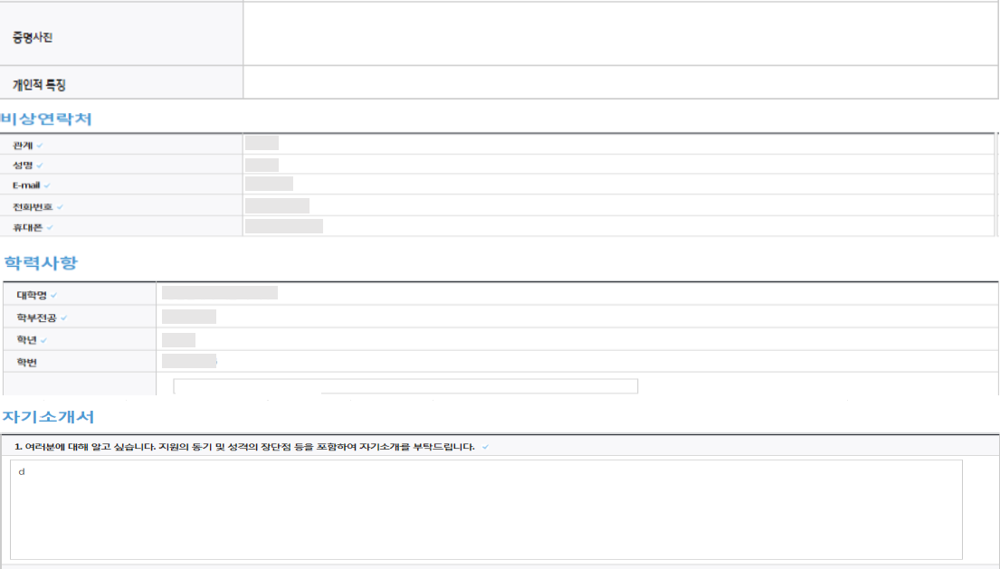 증명사진
개인적 특징
비상연락처
관계
성명
E-mail
전화번호
휴대폰
학력사항
대학명
학부전공
학년
학번
자기소개서
1. 여러분에 대해 알고 싶습니다. 지원의 동기 및 성격의 장단점 등을 포함하여 자기소개를 부탁드립니다.
d